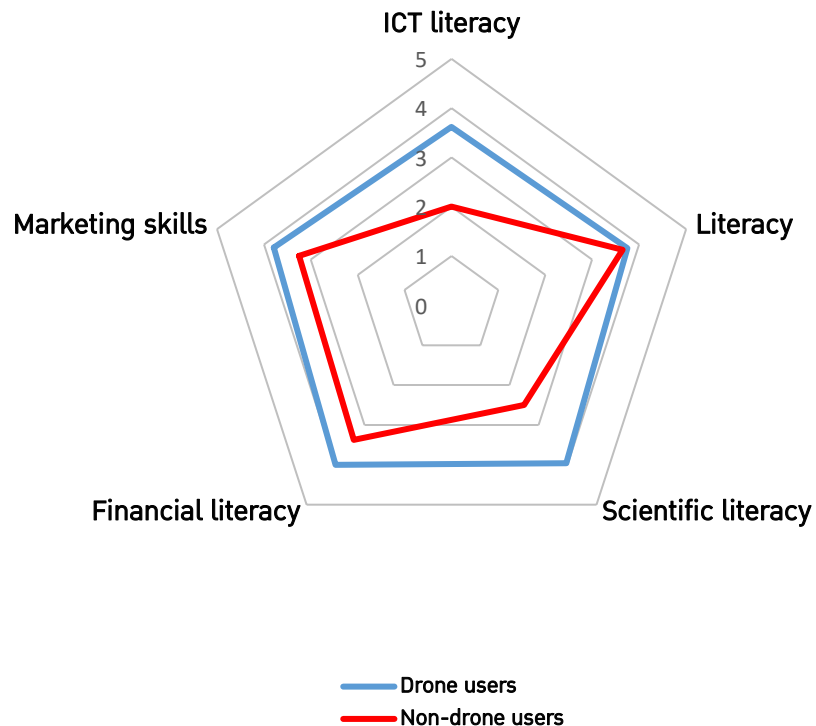 ICT literacy
5
4
3
2
1
0
Marketing skills
Literacy
Financial literacy
Scientific literacy
Drone users
Non-drone users